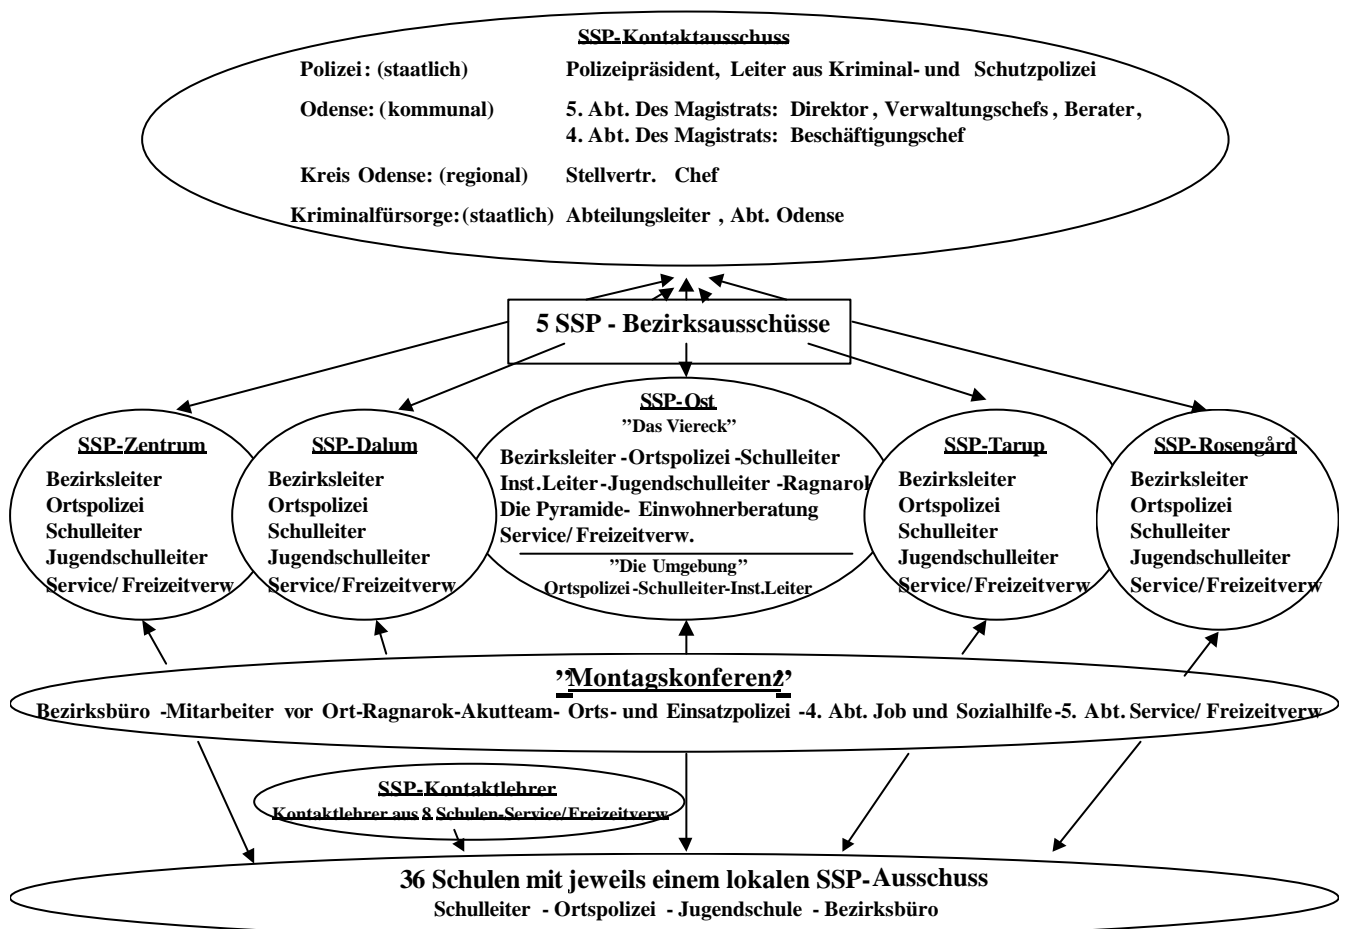 SSP-Kontaktausschuss
Polizei: (staatlich) Polizeipräsident, Leiter aus Kriminal- und Schutzpolizei
Odense: (kommunal) 5. Abt. Des Magistrats: Direktor, Verwaltungschefs, Berater,
4. Abt. Des Magistrats: Beschäftigungschef
Kreis Odense: (regional) Stellvertr. Chef
Kriminalfürsorge: (staatlich) Abteilungsleiter, Abt. Odense
5 SSP - Bezirksausschüsse
SSP-Zentrum
Bezirksleiter
Ortspolizei
Schulleiter
Jugendschulleiter
Service/ Freizeitverw
SSP-Dalum
Bezirksleiter
Ortspolizei
Schulleiter
Jugendschulleiter
Service/ Freizeitverw
SSP-Ost
”Das Viereck”
Bezirksleiter -Ortspolizei -Schulleiter
Inst.Leiter-Jugendschulleiter -Ragnarok
Die Pyramide- Einwohnerberatung
Service/ Freizeitverw.
”Die Umgebung”
Ortspolizei -Schulleiter-Inst.Leiter
SSP-Tarup
Bezirksleiter
Ortspolizei
Schulleiter
Jugendschulleiter
Service/ Freizeitverw
SSP-Rosengård
Bezirksleiter
Ortspolizei
Schulleiter
Jugendschulleiter
Service/ Freizeitverw
”Montagskonferenz”
Bezirksbüro -Mitarbeiter vor Ort-Ragnarok-Akutteam- Orts- und Einsatzpolizei -4. Abt. Job und Sozialhilfe-5. Abt. Service/ Freizeitverw
SSP-Kontaktlehrer
Kontaktlehrer aus 8 Schulen-Service/Freizeitverw.
36 Schulen mit jeweils einem lokalen SSP-Ausschuss
Schulleiter - Ortspolizei - Jugendschule - Bezirksbüro